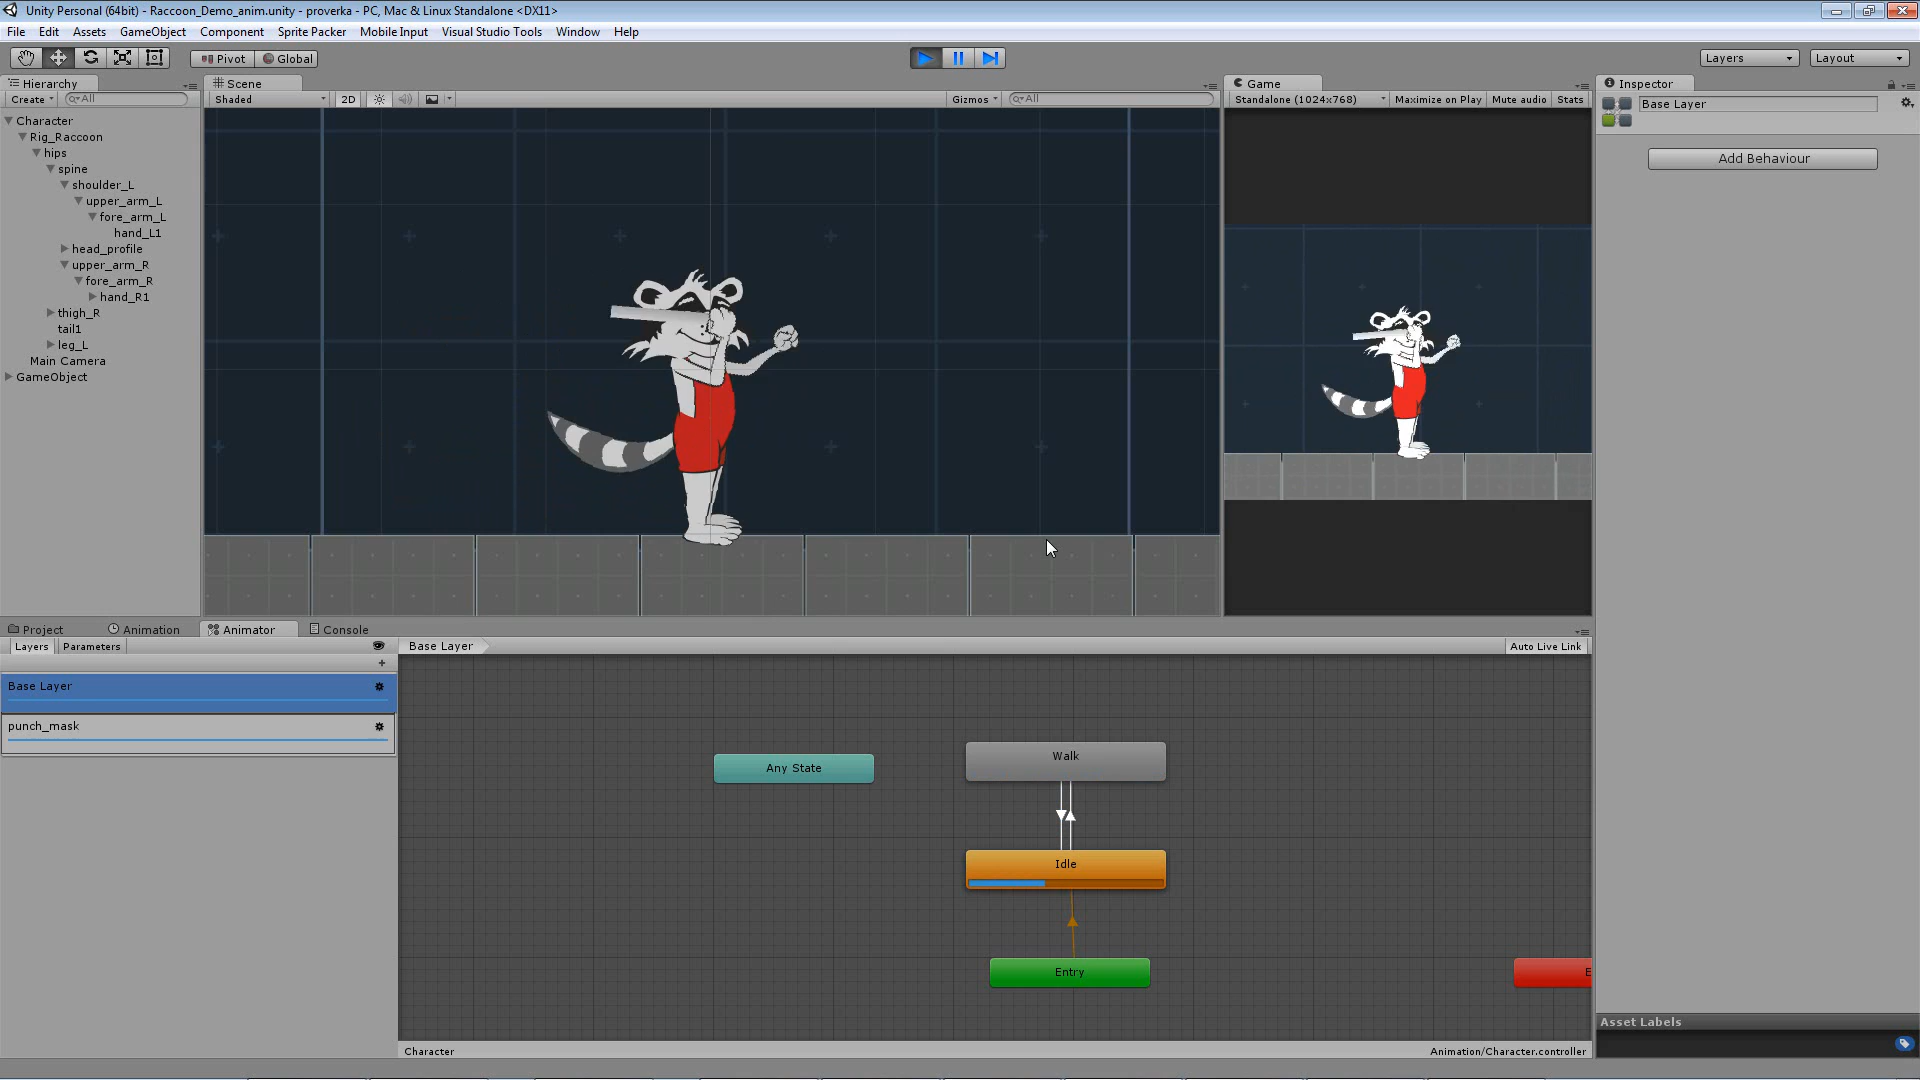 Unity Personal (64bit) - Raccoon_Demo_anim.unity - proverka - PC, Mac & Linux Standalone <DX11>
File Edit Assets GameObject Component Sprite Packer Mobile Input Visual Studio Tools Window Help
Pivot Global Layers Layout
Hierarchy Scene Game Inspector
Create All Shaded 2D Gizmos All Standalone (1024x768) Maximize on Play Mute audio Stats Base Layer
Character
Rig_Raccoon
hips
spine
shoulder_L
upper_arm_L
fore_arm_L
hand_L1
head_profile
upper_arm_R
fore_arm_R
hand_R1
thigh_R
tail1
leg_L
Main Camera
GameObject
Add Behaviour
Project Animation Animator Console
Layers Parameters Base Layer Auto Live Link
Base Layer
punch_mask
Any State
Walk
Idle
Entry
Character Animation/Character.controller
Asset Labels